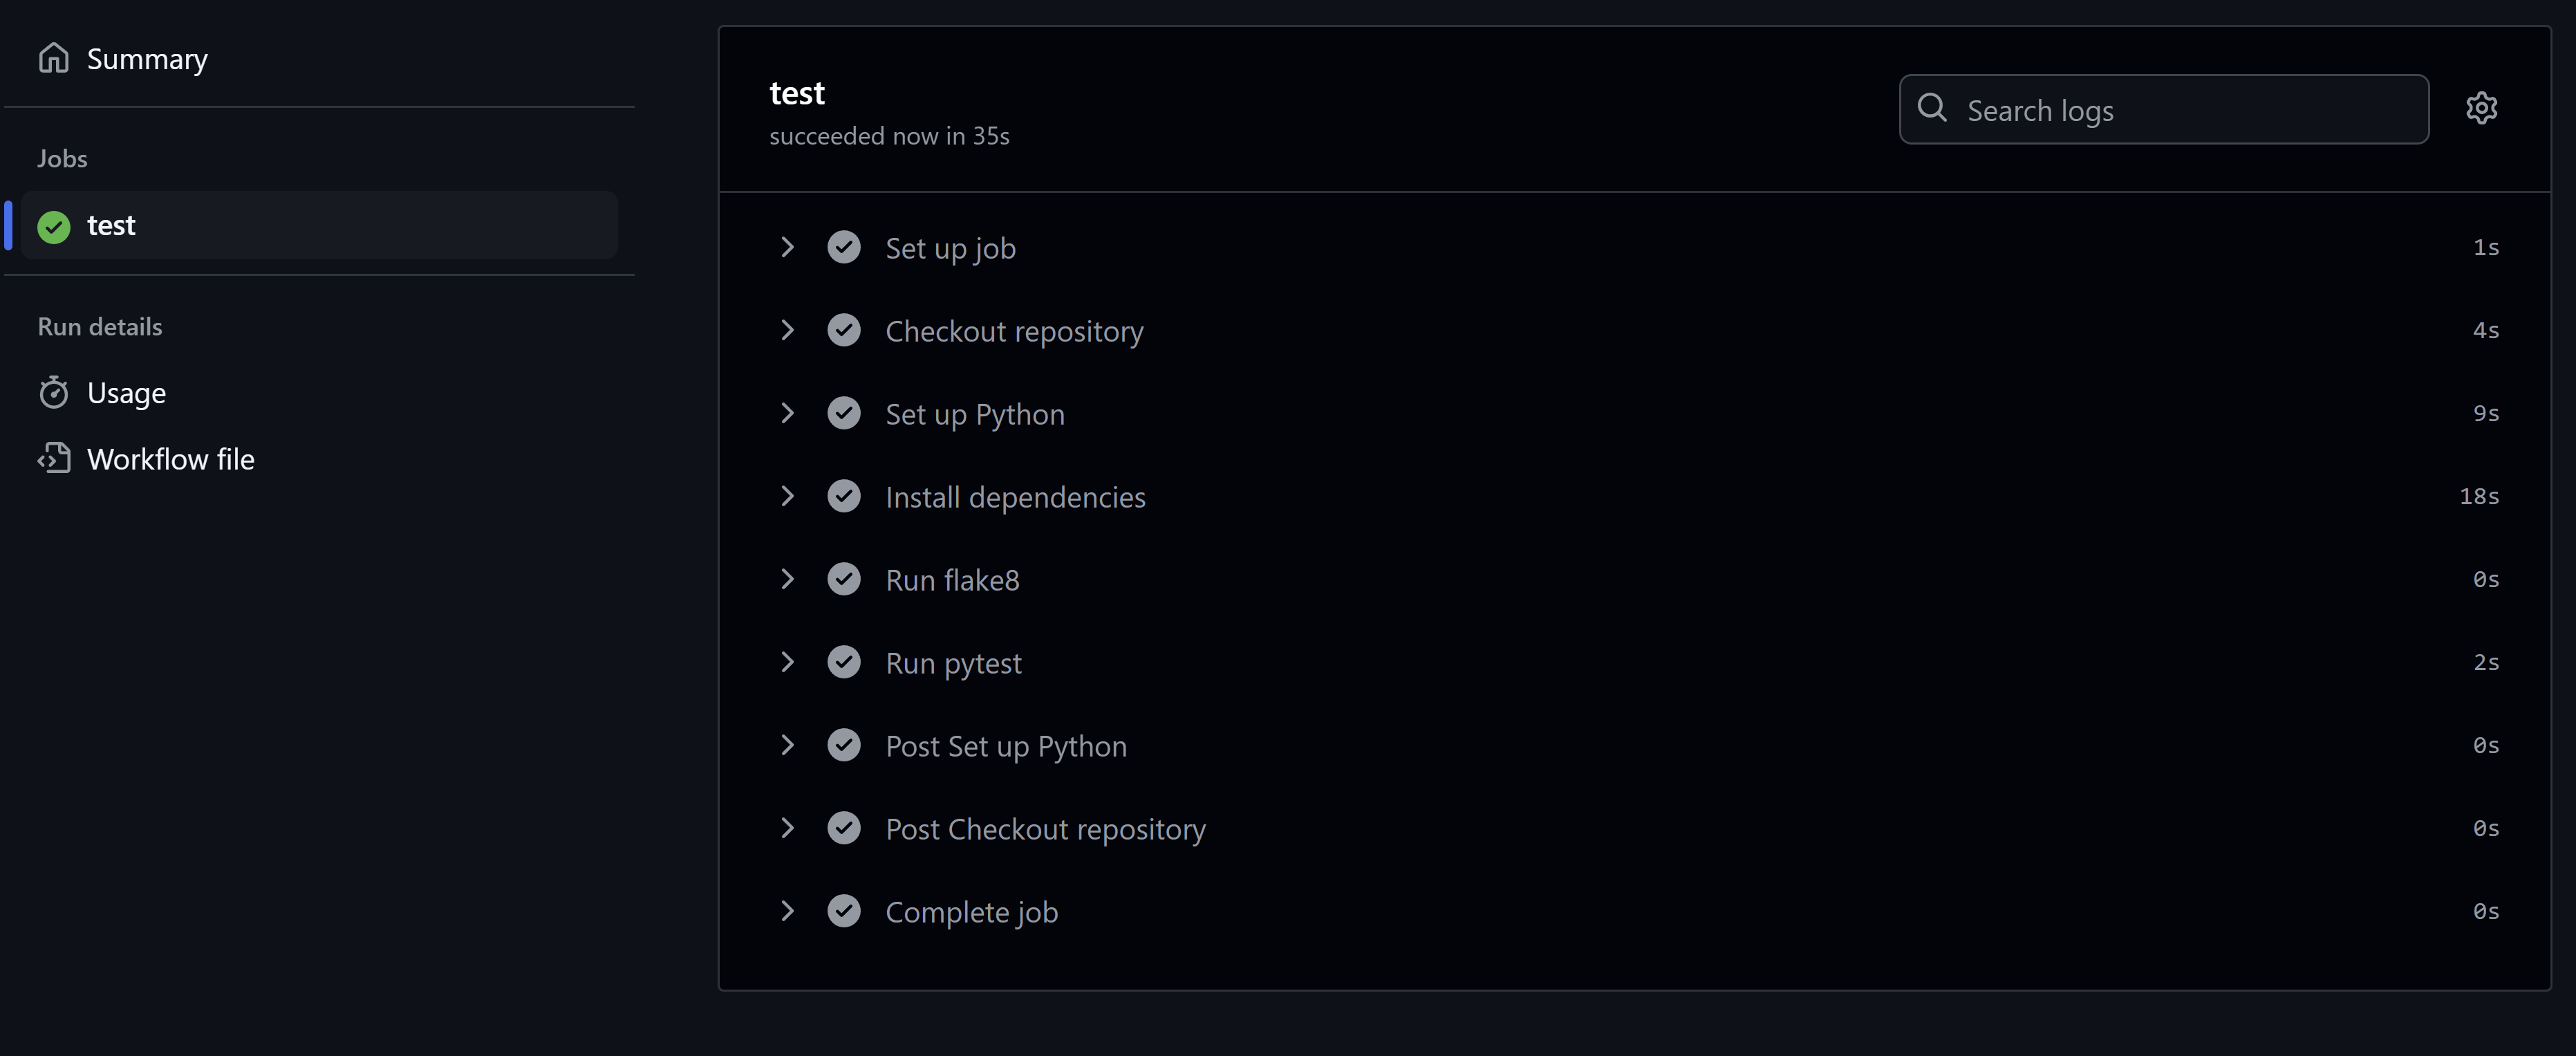 Summary
Jobs
test
Run details
Usage
Workflow file
test
succeeded now in 35s
Search logs
Set up job 1s
Checkout repository 4s
Set up Python 9s
Install dependencies 18s
Run flake8 0s
Run pytest 2s
Post Set up Python 0s
Post Checkout repository 0s
Complete job 0s